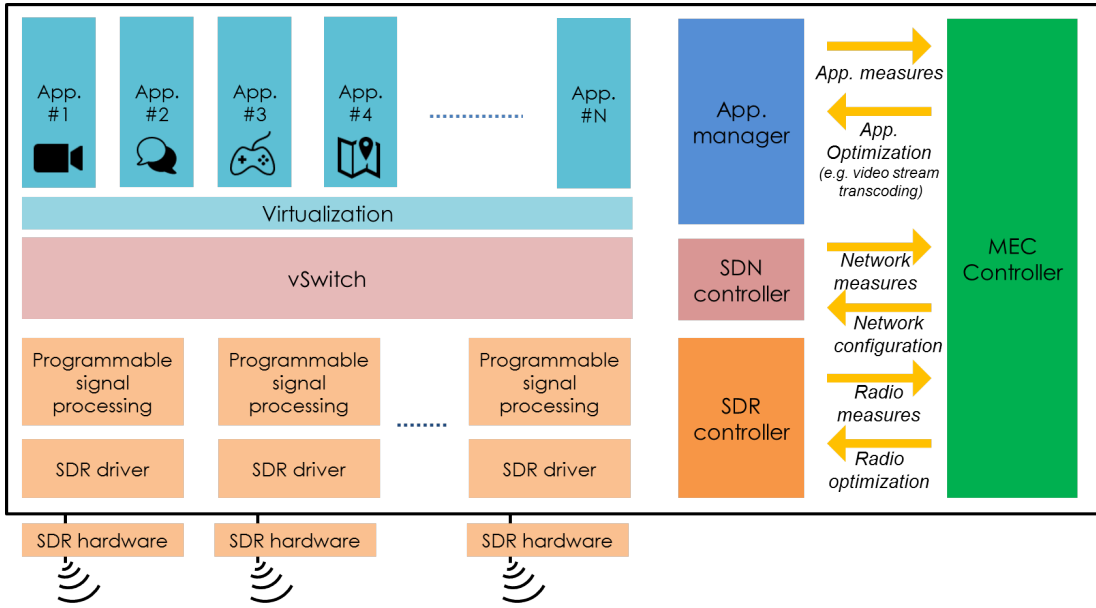 App.
#1
App.
#2
App.
#3
App.
#4
App.
#N
Virtualization
vSwitch
Programmable
signal
processing
Programmable
signal
processing
Programmable
signal
processing
SDR driver
SDR driver
SDR driver
SDR hardware
SDR hardware
SDR hardware
App.
manager
SDN
controller
SDR
controller
App. measures
App.
Optimization
(e.g. video stream
transcoding)
Network
measures
Network
configuration
Radio
measures
Radio
optimization
MEC
Controller